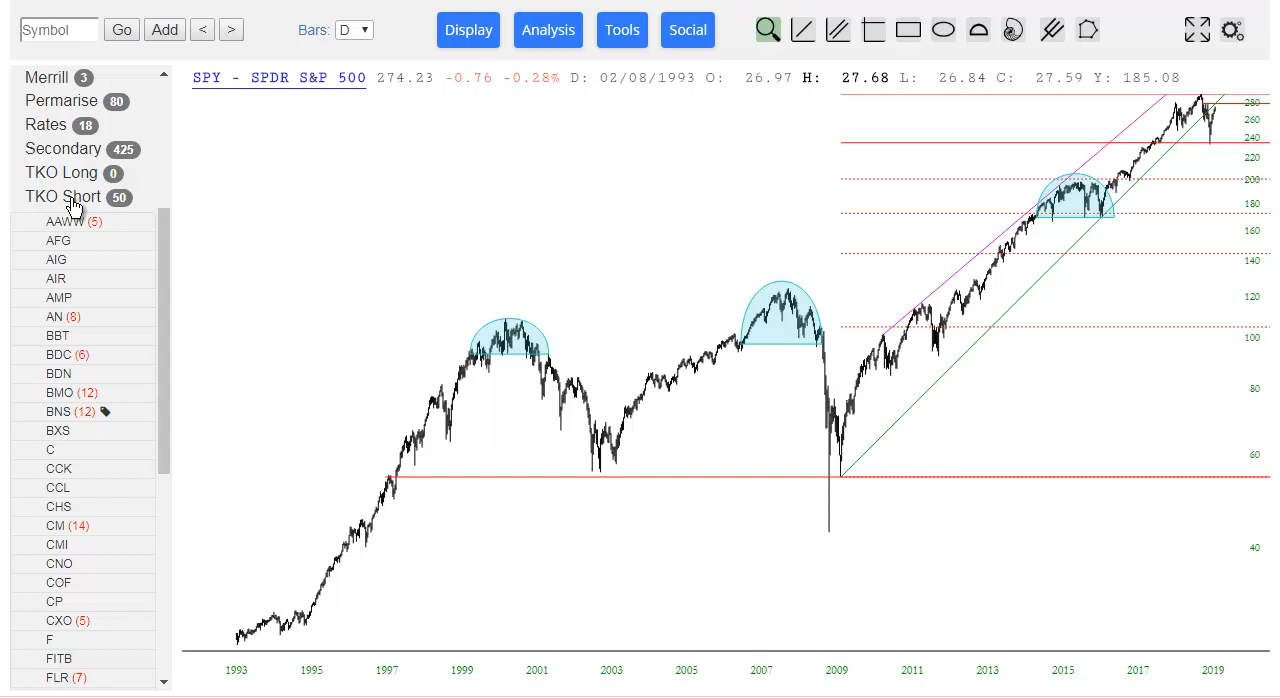 Symbol Go Add < > Bars: D Display Analysis Tools Social
SPY - SPDR S&P 500 274.23 -0.76 -0.28% D: 02/08/1993 O: 26.97 H: 27.68 L: 26.84 C: 27.59 Y: 185.08
Merrill 3
Permarise 80
Rates 18
Secondary 425
TKO Long 0
TKO Short 50
AAWW (5)
AFG
AIG
AIR
AMP
AN (8)
BBT
BDC (6)
BDN
BMO (12)
BNS (12)
BXS
C
CCK
CCL
CHS
CM (14)
CMI
CNO
COF
CP
CXO (5)
F
FITB
FLR (7)
280
260
240
220
200
180
160
140
120
100
80
60
40
1993 1995 1997 1999 2001 2003 2005 2007 2009 2011 2013 2015 2017 2019